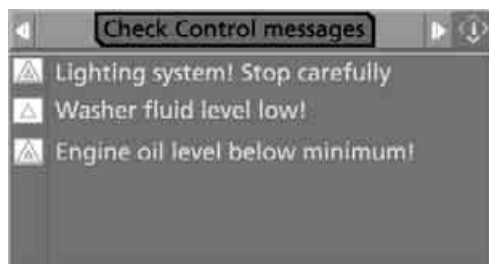 Check Control messages
Lighting system! Stop carefully
Washer fluid level low!
Engine oil level below minimum!